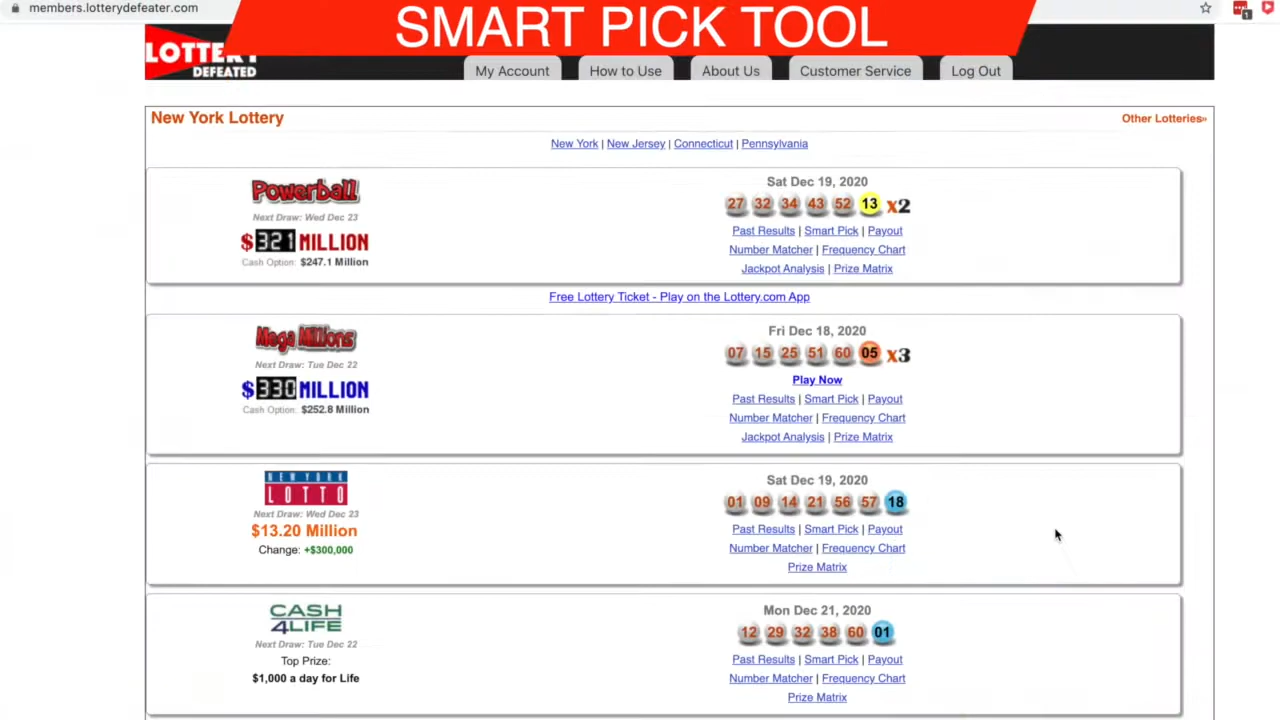 members.lotterydefeater.com
SMART PICK TOOL
1
LOTTERY
DEFEATED
My Account
How to Use
About Us
Customer Service
Log Out
New York Lottery
Other Lotteries»
New York | New Jersey | Connecticut | Pennsylvania
Powerball
Next Draw: Wed Dec 23
$321 MILLION
Cash Option: $247.1 Million
Sat Dec 19, 2020
27 32 34 43 52 13 x2
Past Results | Smart Pick | Payout
Number Matcher | Frequency Chart
Jackpot Analysis | Prize Matrix
Free Lottery Ticket - Play on the Lottery.com App
Mega Millions
Next Draw: Tue Dec 22
$330 MILLION
Cash Option: $252.8 Million
Fri Dec 18, 2020
07 15 25 51 60 05 x3
Play Now
Past Results | Smart Pick | Payout
Number Matcher | Frequency Chart
Jackpot Analysis | Prize Matrix
NEW YORK
LOTTO
Next Draw: Wed Dec 23
$13.20 Million
Change: +$300,000
Sat Dec 19, 2020
01 09 14 21 56 57 18
Past Results | Smart Pick | Payout
Number Matcher | Frequency Chart
Prize Matrix
CASH
4LIFE
Next Draw: Tue Dec 22
Top Prize:
$1,000 a day for Life
Mon Dec 21, 2020
12 29 32 38 60 01
Past Results | Smart Pick | Payout
Number Matcher | Frequency Chart
Prize Matrix